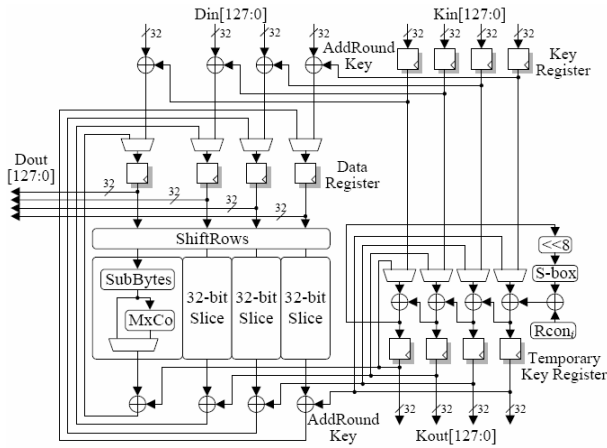 Din[127:0]
Kin[127:0]
32
32
32
32
32
32
32
32
AddRound
Key
Key
Register
Dout
[127:0]
32
32
32
32
Data
Register
ShiftRows
<<8
SubBytes
32-bit
Slice
32-bit
Slice
32-bit
Slice
S-box
MxCo
Rconᵢ
Temporary
Key Register
AddRound
Key
32
32
32
32
Kout[127:0]